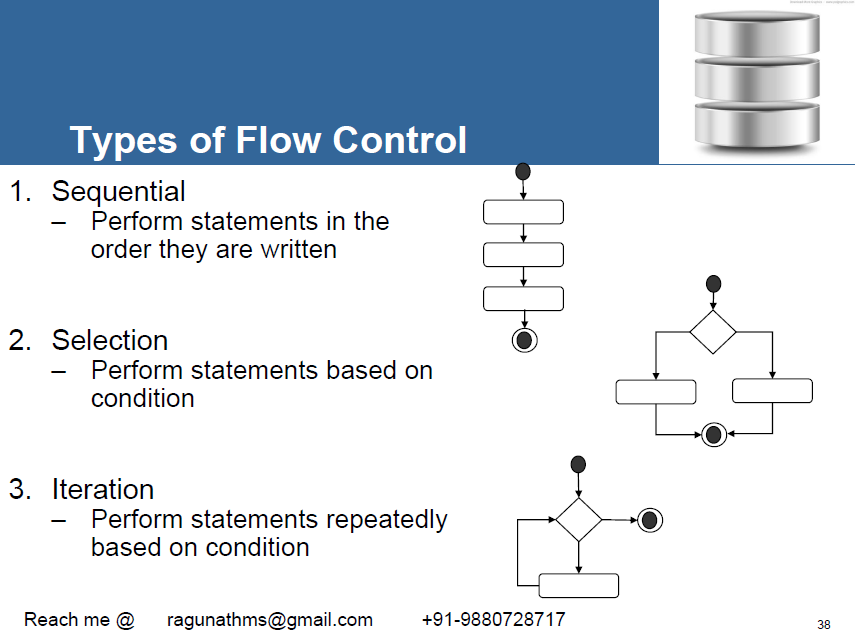 Types of Flow Control
1. Sequential
– Perform statements in the
order they are written
2. Selection
– Perform statements based on
condition
3. Iteration
– Perform statements repeatedly
based on condition
Reach me @ ragunathms@gmail.com +91-9880728717
38